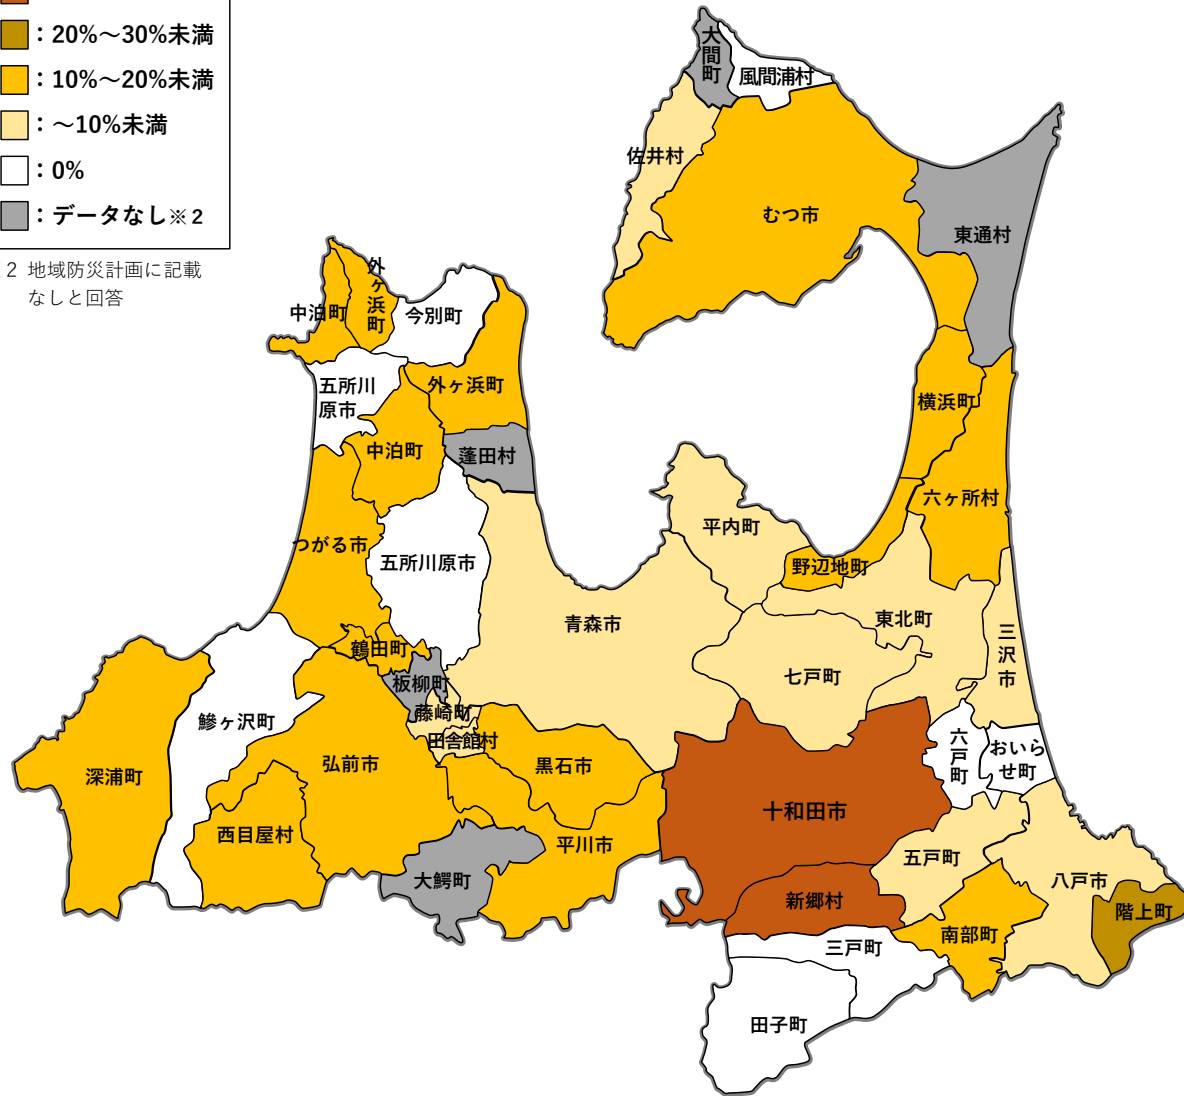 ：20%～30%未満
：10%～20%未満
：～10%未満
：0%
：データなし※2
2 地域防災計画に記載
なしと回答
大間町
風間浦村
佐井村
むつ市
東通村
外ヶ浜町
中泊町
今別町
五所川
原市
外ヶ浜町
横浜町
中泊町
蓬田村
六ヶ所村
平内町
つがる市
五所川原市
野辺地町
青森市
東北町
三沢市
鶴田町
七戸町
板柳町
藤崎町
鰺ヶ沢町
田舎館村
六戸町
おいら
せ町
深浦町
弘前市
黒石市
十和田市
西目屋村
平川市
五戸町
大鰐町
八戸市
新郷村
階上町
南部町
三戸町
田子町